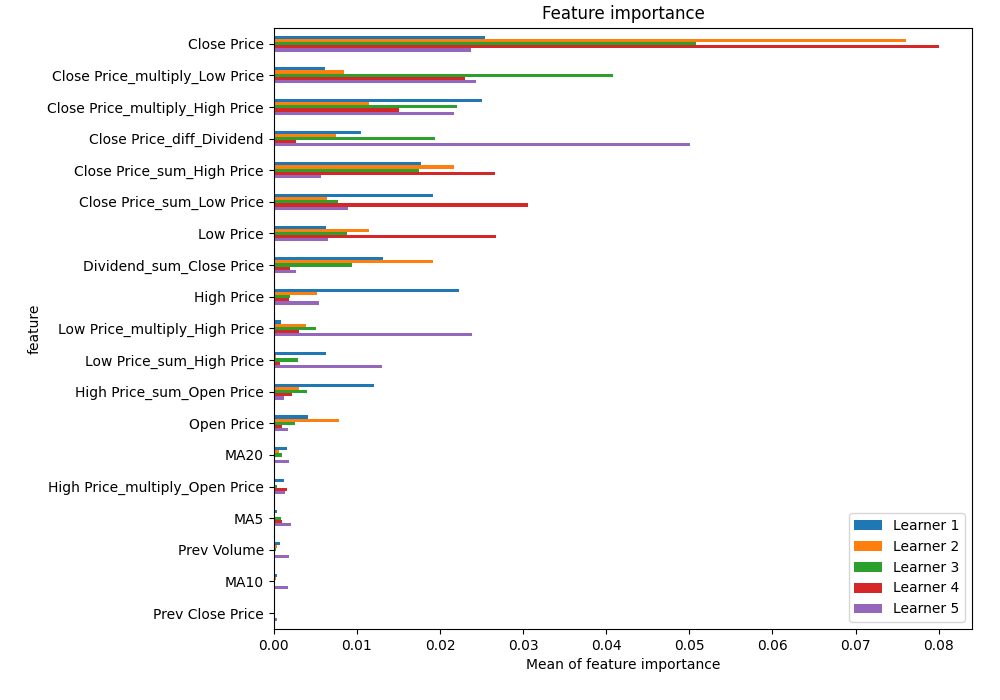 Feature importance
Close Price
Close Price_multiply_Low Price
Close Price_multiply_High Price
Close Price_diff_Dividend
Close Price_sum_High Price
Close Price_sum_Low Price
Low Price
Dividend_sum_Close Price
High Price
Low Price_multiply_High Price
Low Price_sum_High Price
High Price_sum_Open Price
Open Price
MA20
High Price_multiply_Open Price
MA5
Prev Volume
MA10
Prev Close Price
feature
Learner 1
Learner 2
Learner 3
Learner 4
Learner 5
0.00 0.01 0.02 0.03 0.04 0.05 0.06 0.07 0.08
Mean of feature importance